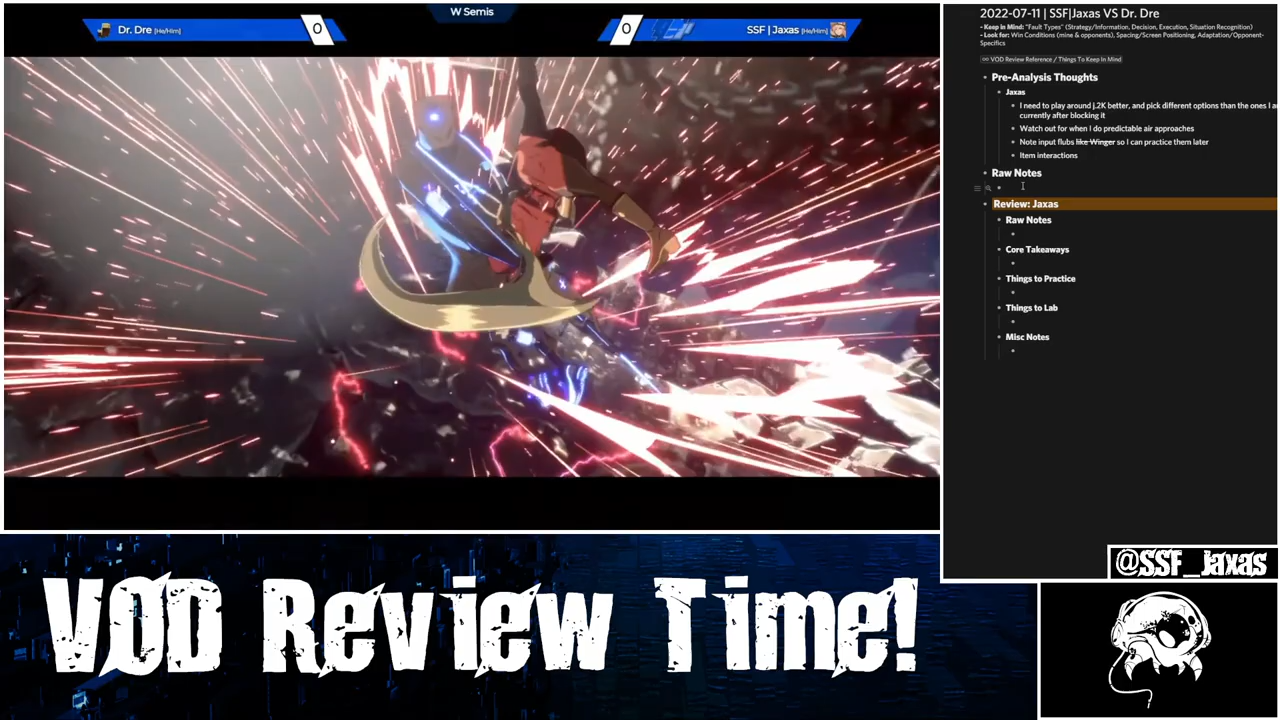 W Semis
Dr. Dre [He/Him]
0
0
SSF | Jaxas [He/Him]
2022-07-11 | SSF|Jaxas VS Dr. Dre
- Keep in Mind: "Fault Types" (Strategy/Information, Decision, Execution, Situation Recognition)
- Look for: Win Conditions (mine & opponents), Spacing/Screen Positioning, Adaptation/Opponent-
Specifics
VOD Review Reference / Things To Keep In Mind
Pre-Analysis Thoughts
Jaxas
I need to play around j.2K better, and pick different options than the ones I a
currently after blocking it
Watch out for when I do predictable air approaches
Note input flubs like Winger so I can practice them later
Item interactions
Raw Notes
Review: Jaxas
Raw Notes
Core Takeaways
Things to Practice
Things to Lab
Misc Notes
@SSF_Jaxas
VOD Review Time!